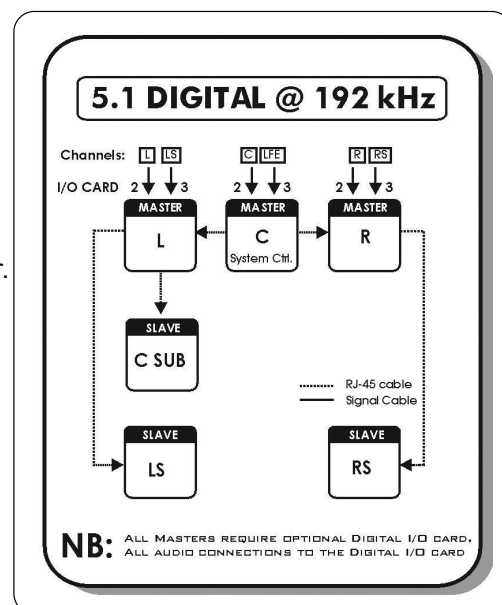 5.1 DIGITAL @ 192 kHz
Channels: L LS C LFE R RS
I/O CARD 2 3 2 3 2 3
MASTER MASTER MASTER
L C R
System Ctrl.
SLAVE
C SUB
RJ-45 cable
Signal Cable
SLAVE SLAVE
LS RS
NB: ALL MASTERS REQUIRE OPTIONAL DIGITAL I/O CARD.
ALL AUDIO CONNECTIONS TO THE DIGITAL I/O CARD